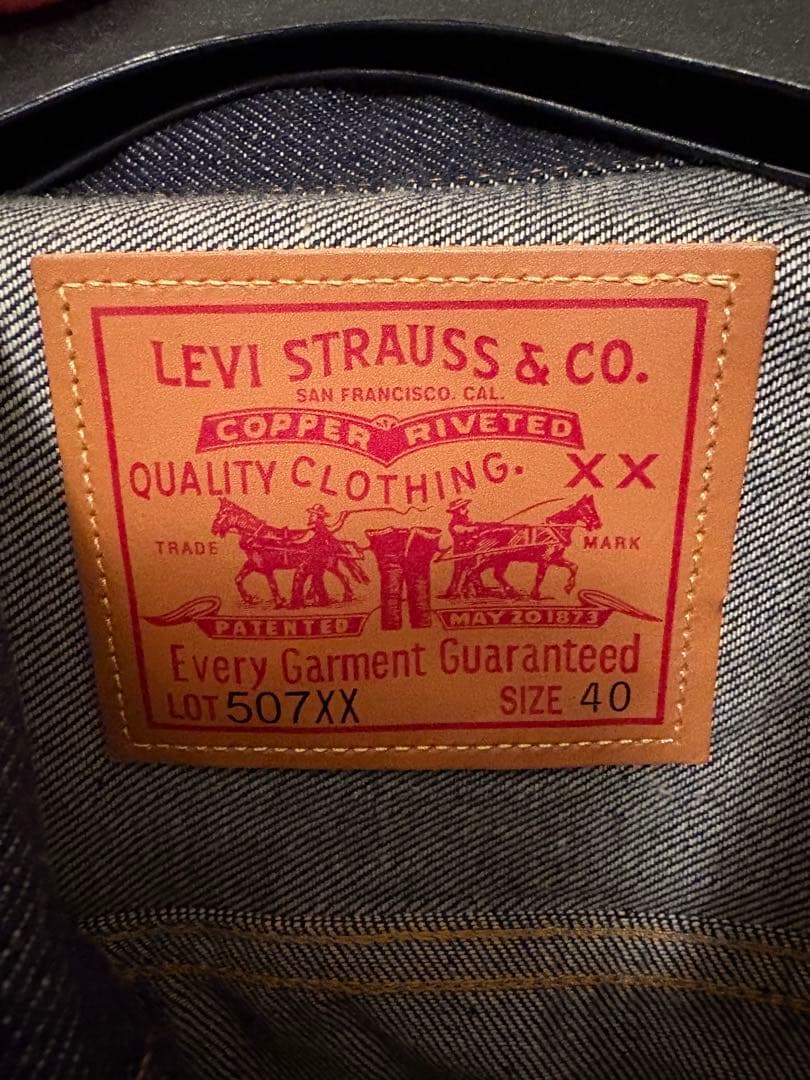 LEVI STRAUSS & CO.
SAN FRANCISCO. CAL.
COPPER RIVETED
QUALITY CLOTHING. XX
TRADE MARK
PATENTED MAY 20 1873
Every Garment Guaranteed
LOT 507XX SIZE 40